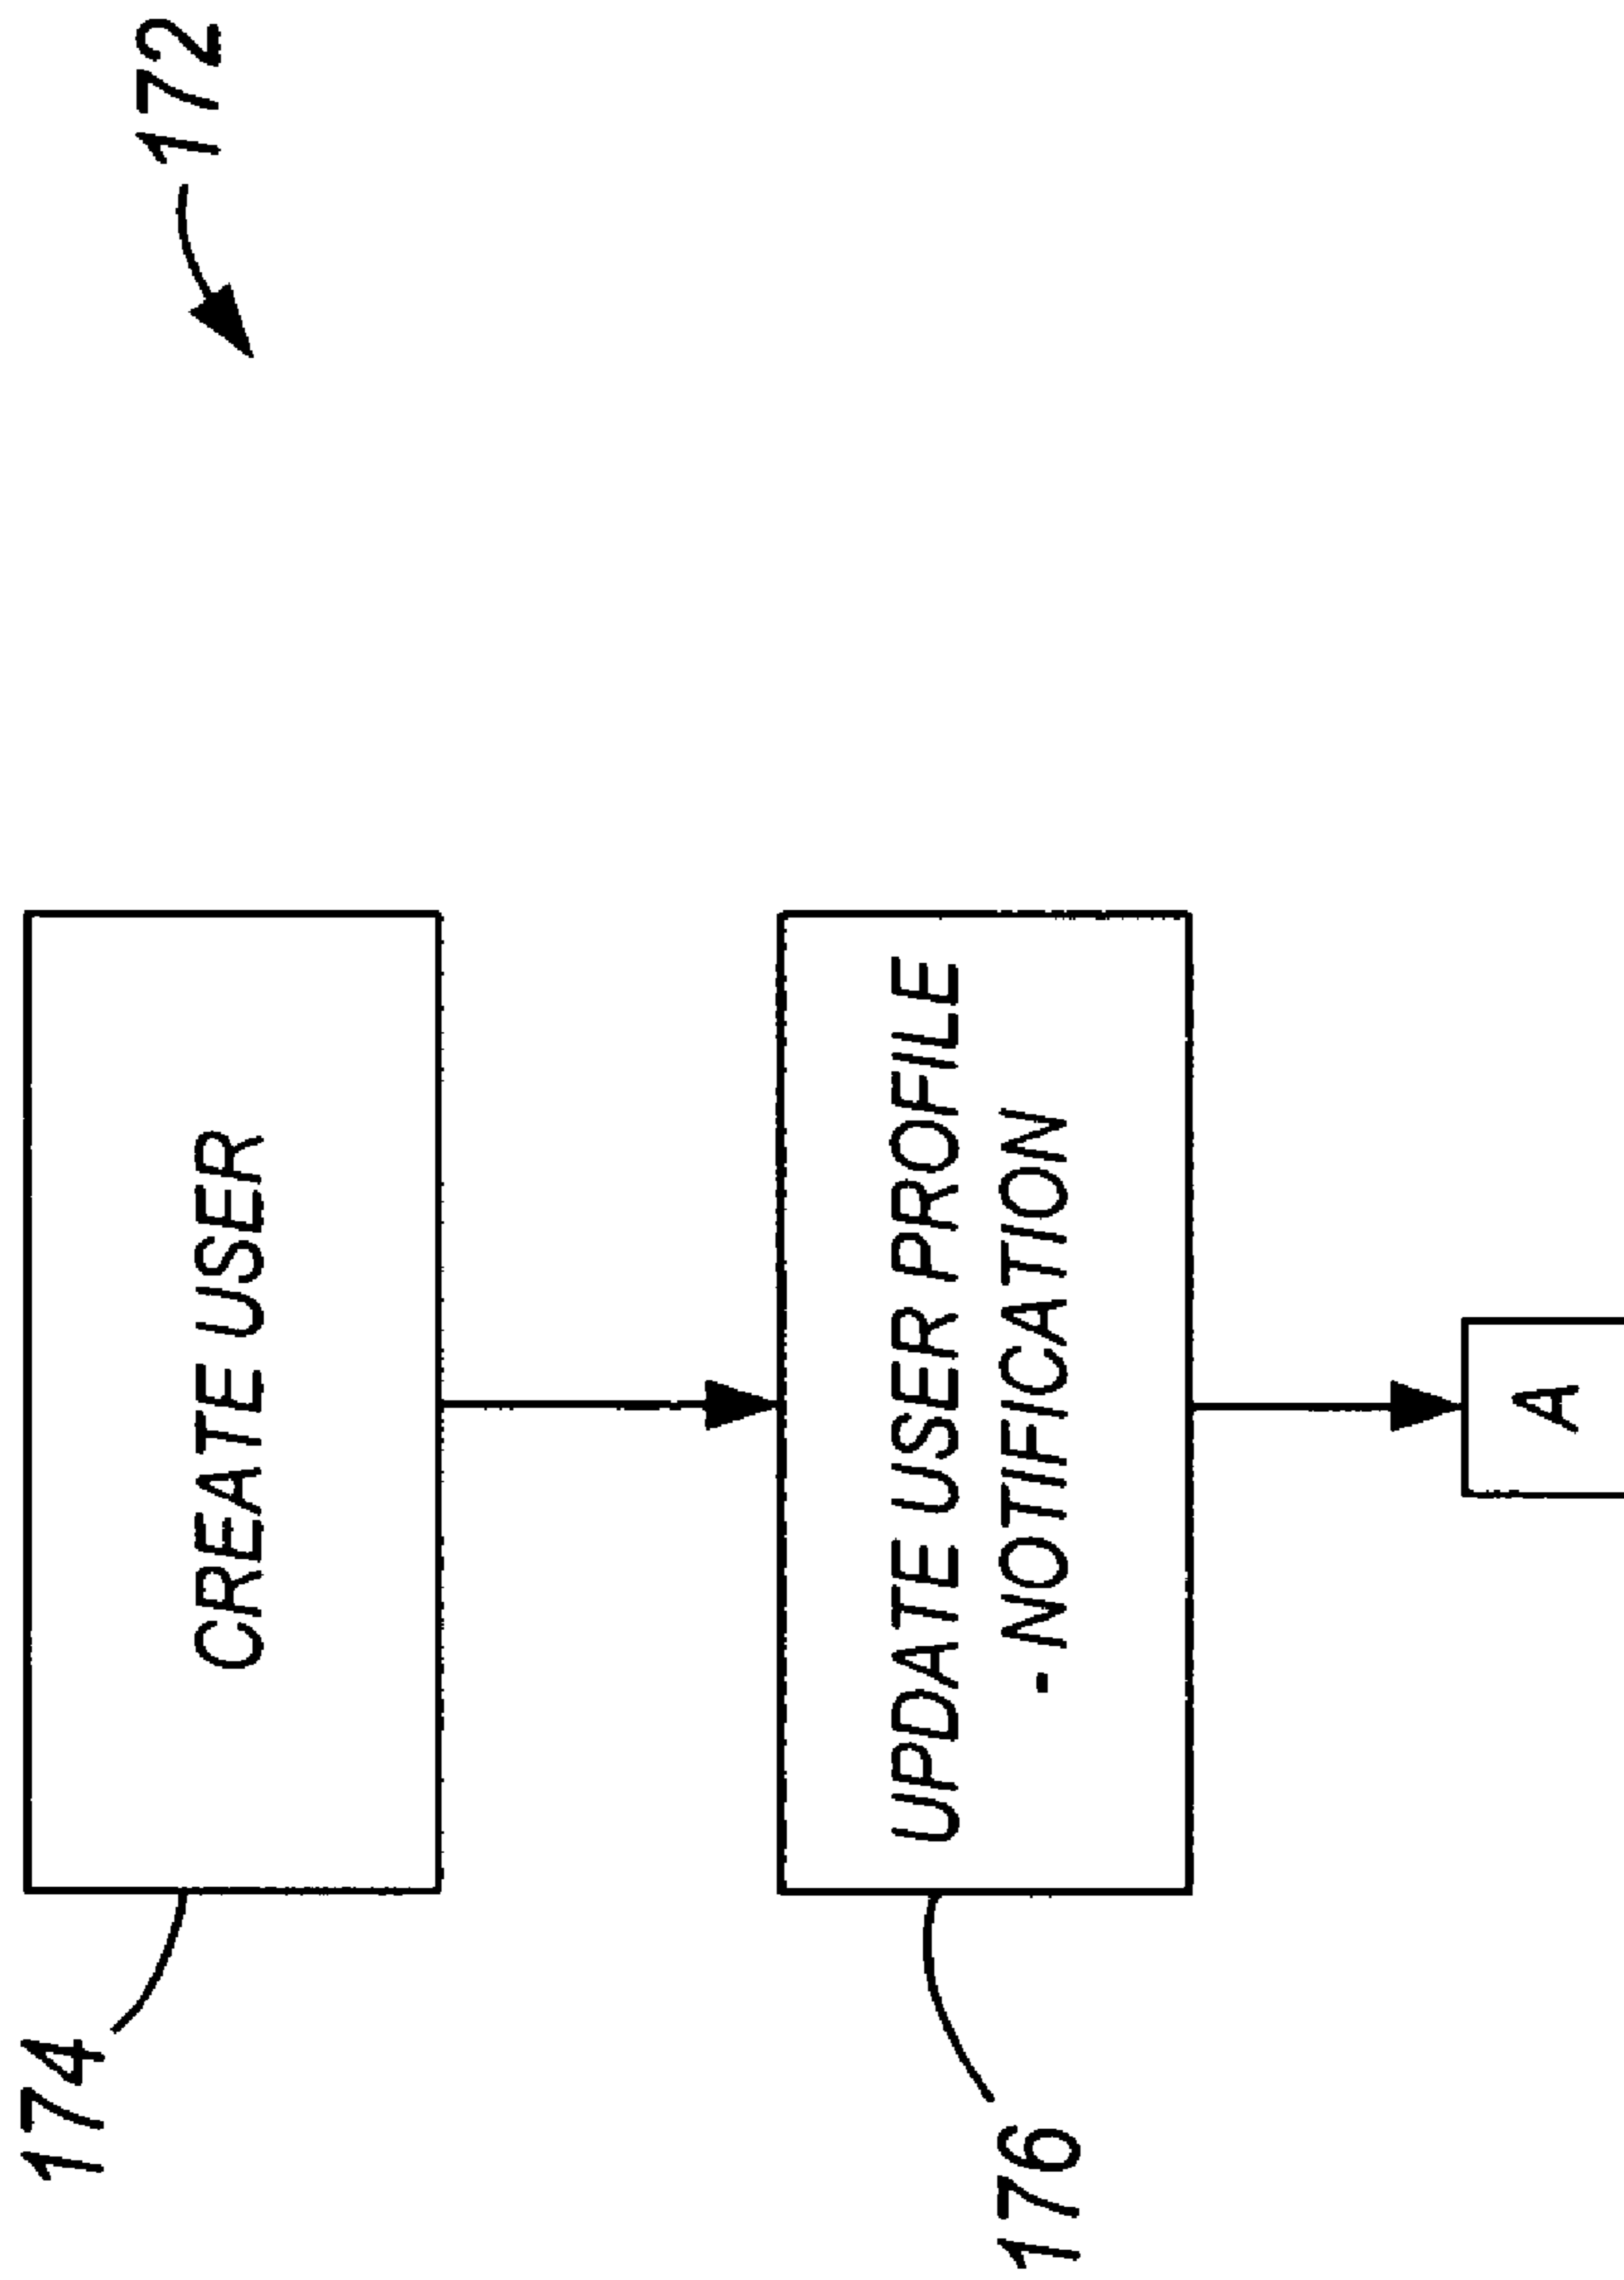 172
174
CREATE USER
176
UPDATE USER PROFILE
- NOTIFICATION
A